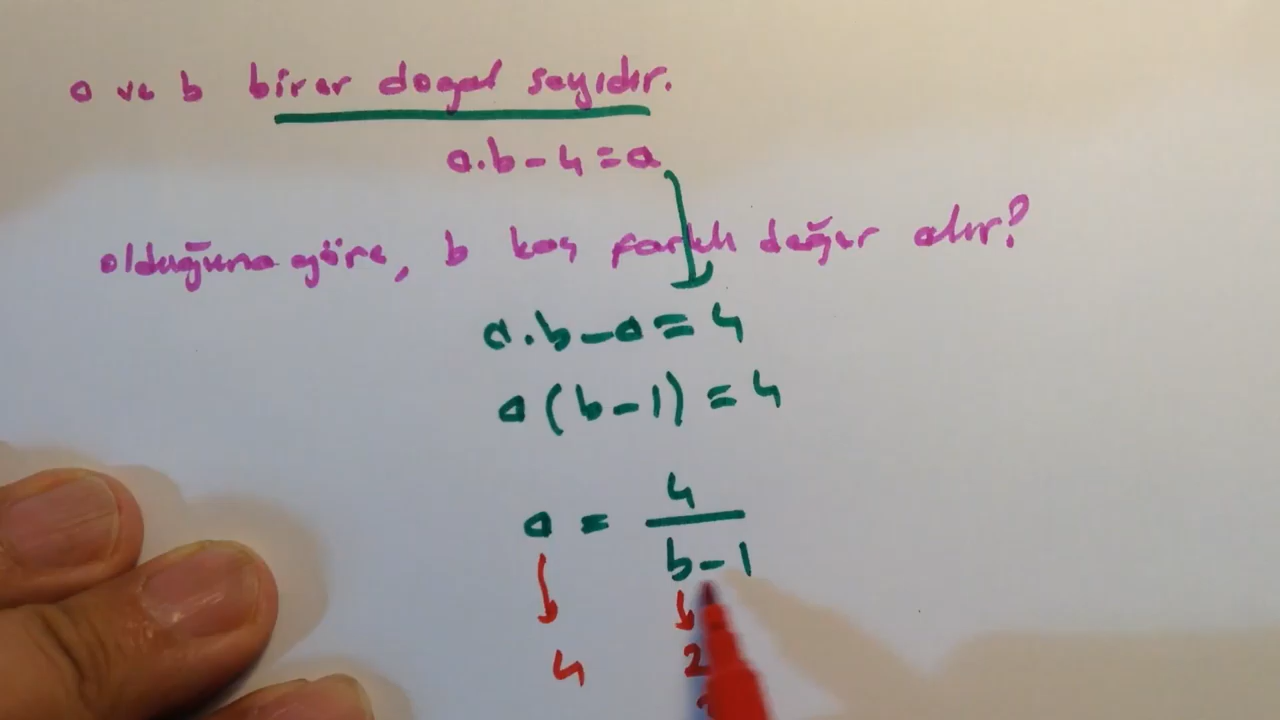 a ve b birer doğal sayıdır.
a.b - 4 = a
olduğuna göre, b kaç farklı değer alır?
a.b - a = 4
a(b-1) = 4
a = 4
b-1
4 2